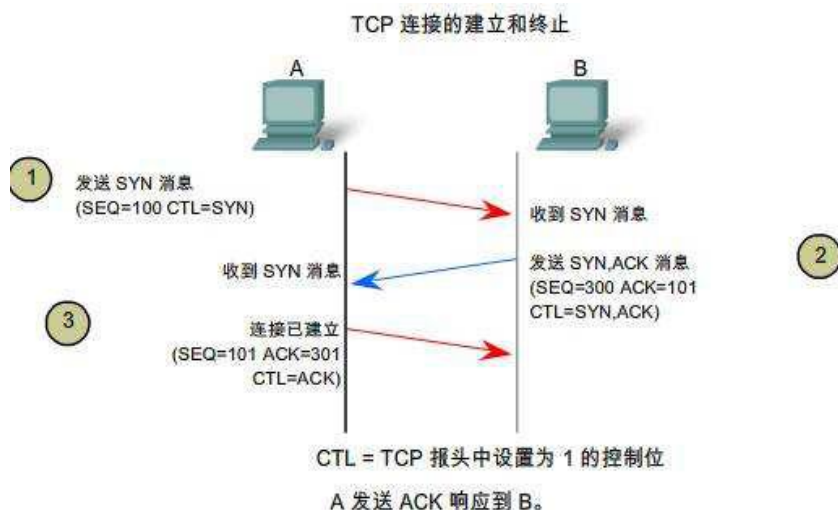 TCP 连接的建立和终止
A
B
1
发送 SYN 消息
(SEQ=100 CTL=SYN)
收到 SYN 消息
2
发送 SYN,ACK 消息
(SEQ=300 ACK=101
CTL=SYN,ACK)
收到 SYN 消息
3
连接已建立
(SEQ=101 ACK=301
CTL=ACK)
CTL = TCP 报头中设置为 1 的控制位
A 发送 ACK 响应到 B。